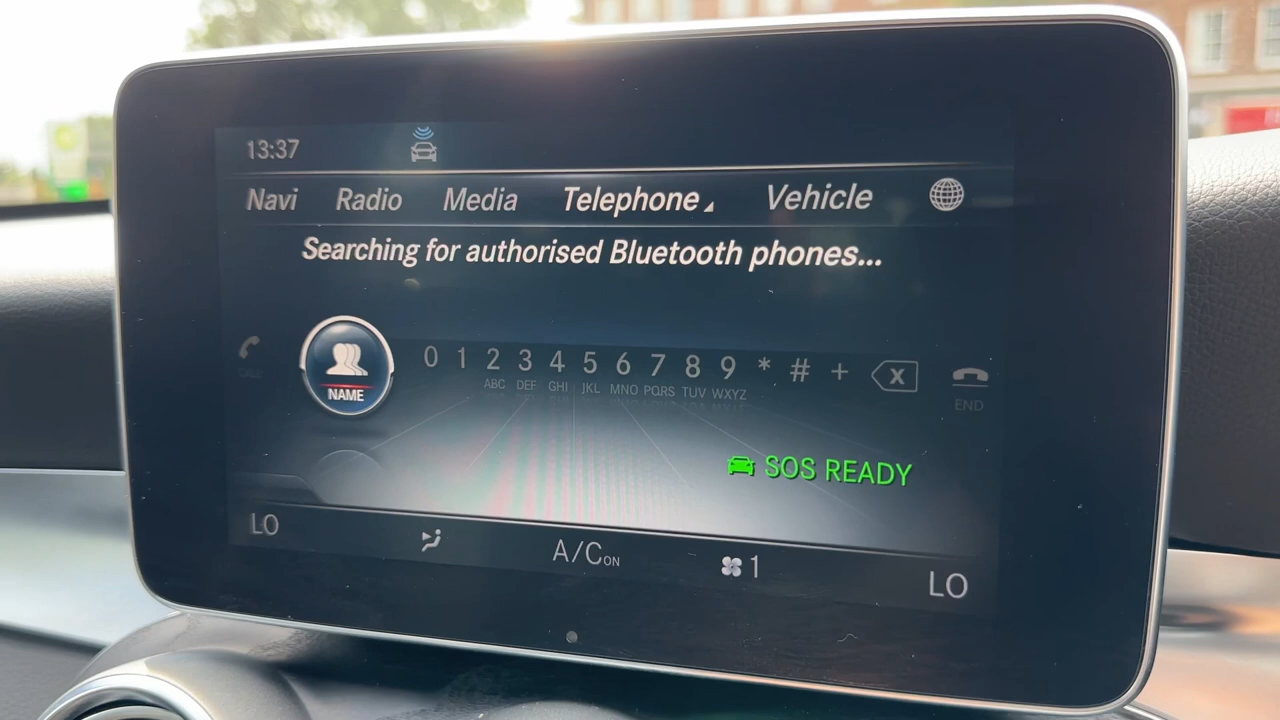 13:37
Navi Radio Media Telephone Vehicle
Searching for authorised Bluetooth phones...
0 1 2 3 4 5 6 7 8 9 * # + X
ABC DEF GHI JKL MNO PQRS TUV WXYZ
NAME
END
SOS READY
LO A/C ON 1 LO